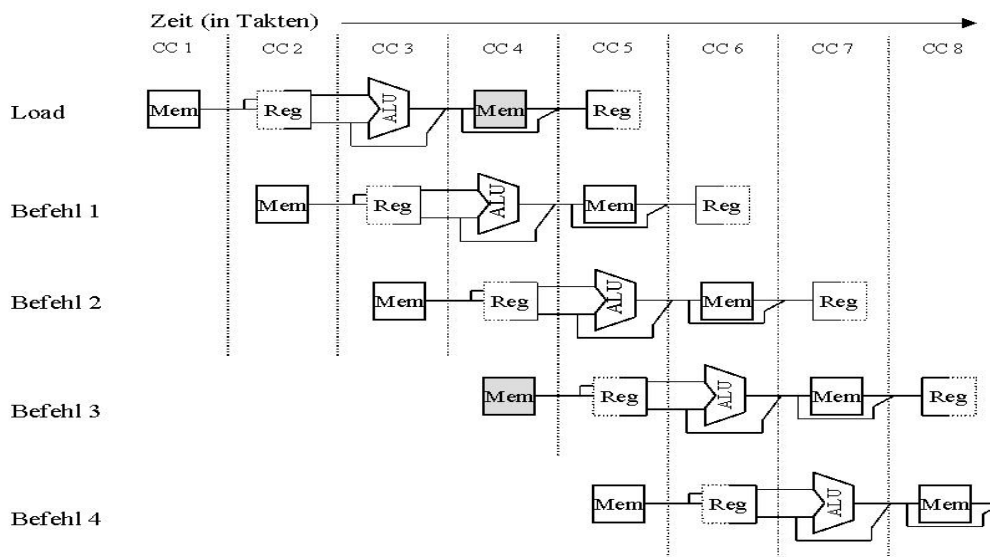 Zeit (in Takten)
CC 1 CC 2 CC 3 CC 4 CC 5 CC 6 CC 7 CC 8
Load Mem Reg ALU Mem Reg
Befehl 1 Mem Reg ALU Mem Reg
Befehl 2 Mem Reg ALU Mem Reg
Befehl 3 Mem Reg ALU Mem Reg
Befehl 4 Mem Reg ALU Mem